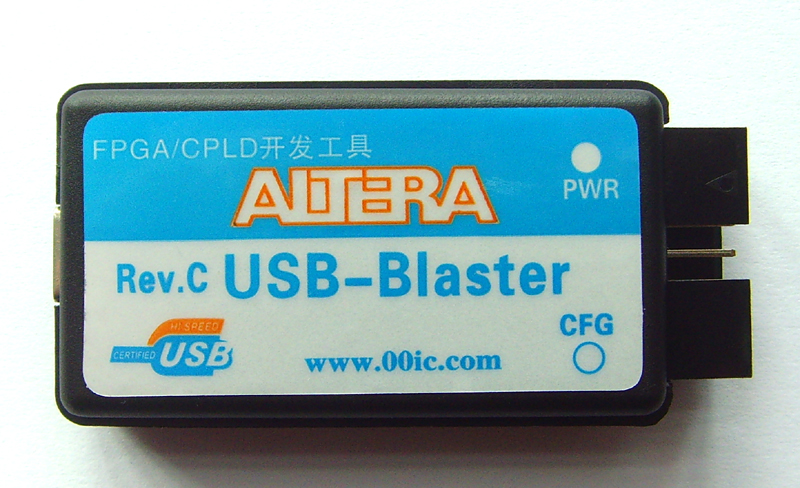 FPGA/CPLD开发工具
ALTERA
PWR
Rev.C USB-Blaster
HI-SPEED
CERTIFIED USB
www.00ic.com
CFG